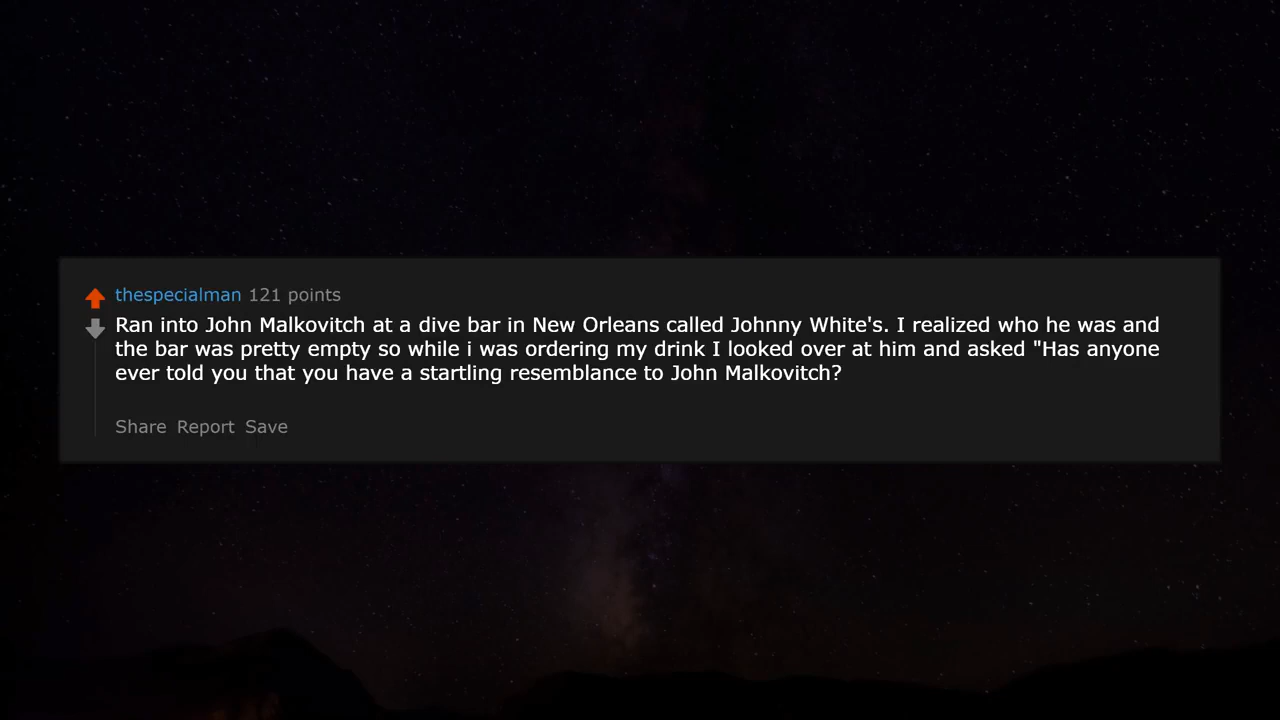 thespecialman 121 points
Ran into John Malkovitch at a dive bar in New Orleans called Johnny White's. I realized who he was and
the bar was pretty empty so while i was ordering my drink I looked over at him and asked "Has anyone
ever told you that you have a startling resemblance to John Malkovitch?
Share Report Save